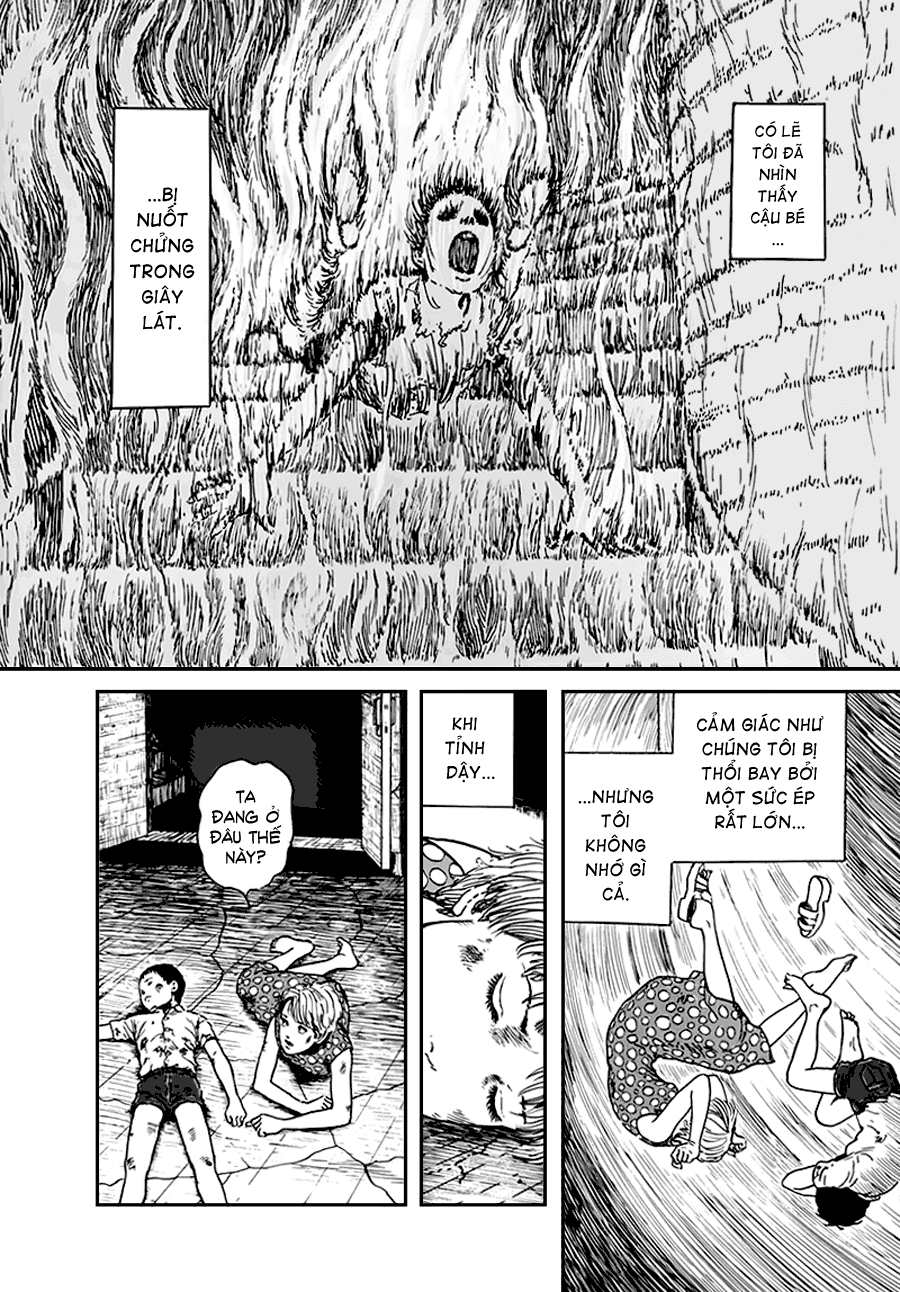 CÓ LẼ
TÔI ĐÃ
NHÌN
THẤY
CẬU BÉ
...
...BỊ
NUỐT
CHỬNG
TRONG
GIÂY
LÁT.
CẢM GIÁC NHƯ
CHÚNG TÔI BỊ
THỔI BAY BỞI
MỘT SỨC ÉP
RẤT LỚN...
...NHƯNG
TÔI
KHÔNG
NHỚ GÌ
CẢ.
KHI
TỈNH
DẬY...
TA
ĐANG Ở
ĐÂU THẾ
NÀY?